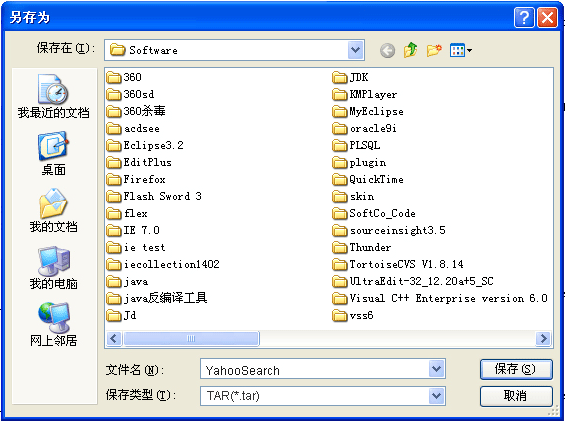 另存为
保存在(I):
Software
我最近的文档
桌面
我的文档
我的电脑
网上邻居
360
360sd
360杀毒
acdsee
Eclipse3.2
EditPlus
Firefox
Flash Sword 3
flex
IE 7.0
ie test
iecollection1402
java
java反编译工具
Jd
JDK
KMPlayer
MyEclipse
oracle9i
PLSQL
plugin
QuickTime
skin
SoftCo_Code
sourceinsight3.5
Thunder
TortoiseCVS V1.8.14
UltraEdit-32_12.20a+5_SC
Visual C++ Enterprise version 6.0
vss6
文件名(N):
YahooSearch
保存(S)
保存类型(T):
TAR(*.tar)
取消